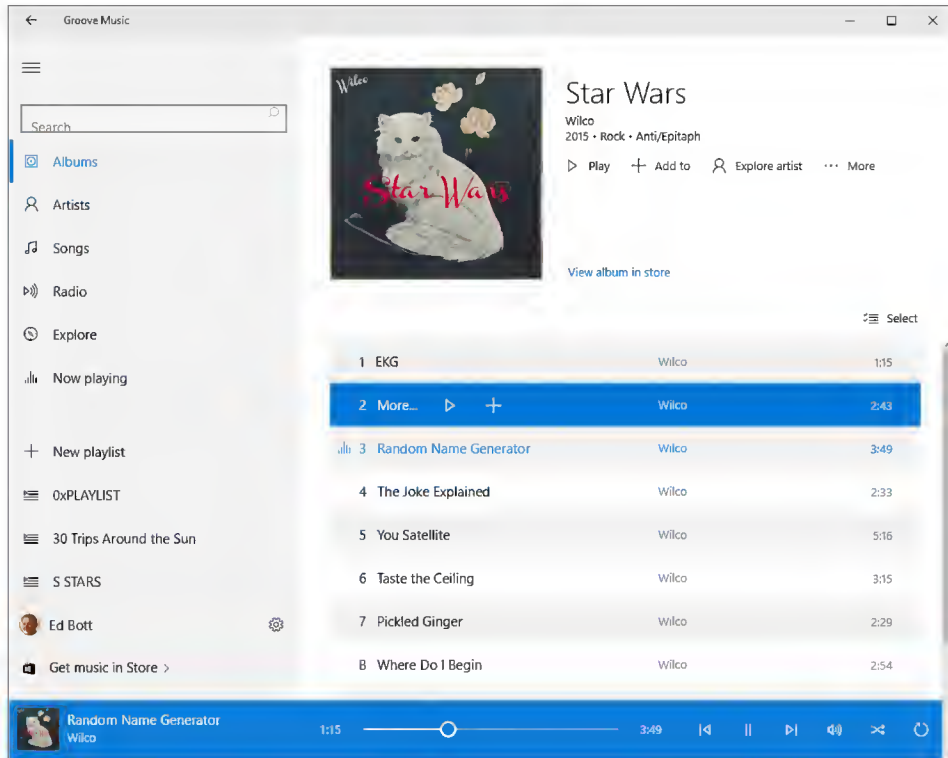 Groove Music
Search
Albums
Artists
Songs
Radio
Explore
Now playing
New playlist
0xPLAYLIST
30 Trips Around the Sun
S STARS
Ed Bott
Get music in Store >
Wilco
Star Wars
Star Wars
Wilco
2015 • Rock • Anti/Epitaph
Play Add to Explore artist ··· More
View album in store
Select
1 EKG Wilco 1:15
2 More... Wilco 2:43
3 Random Name Generator Wilco 3:49
4 The Joke Explained Wilco 2:33
5 You Satellite Wilco 5:16
6 Taste the Ceiling Wilco 3:15
7 Pickled Ginger Wilco 2:29
8 Where Do I Begin Wilco 2:54
Random Name Generator
Wilco
1:15 3:49